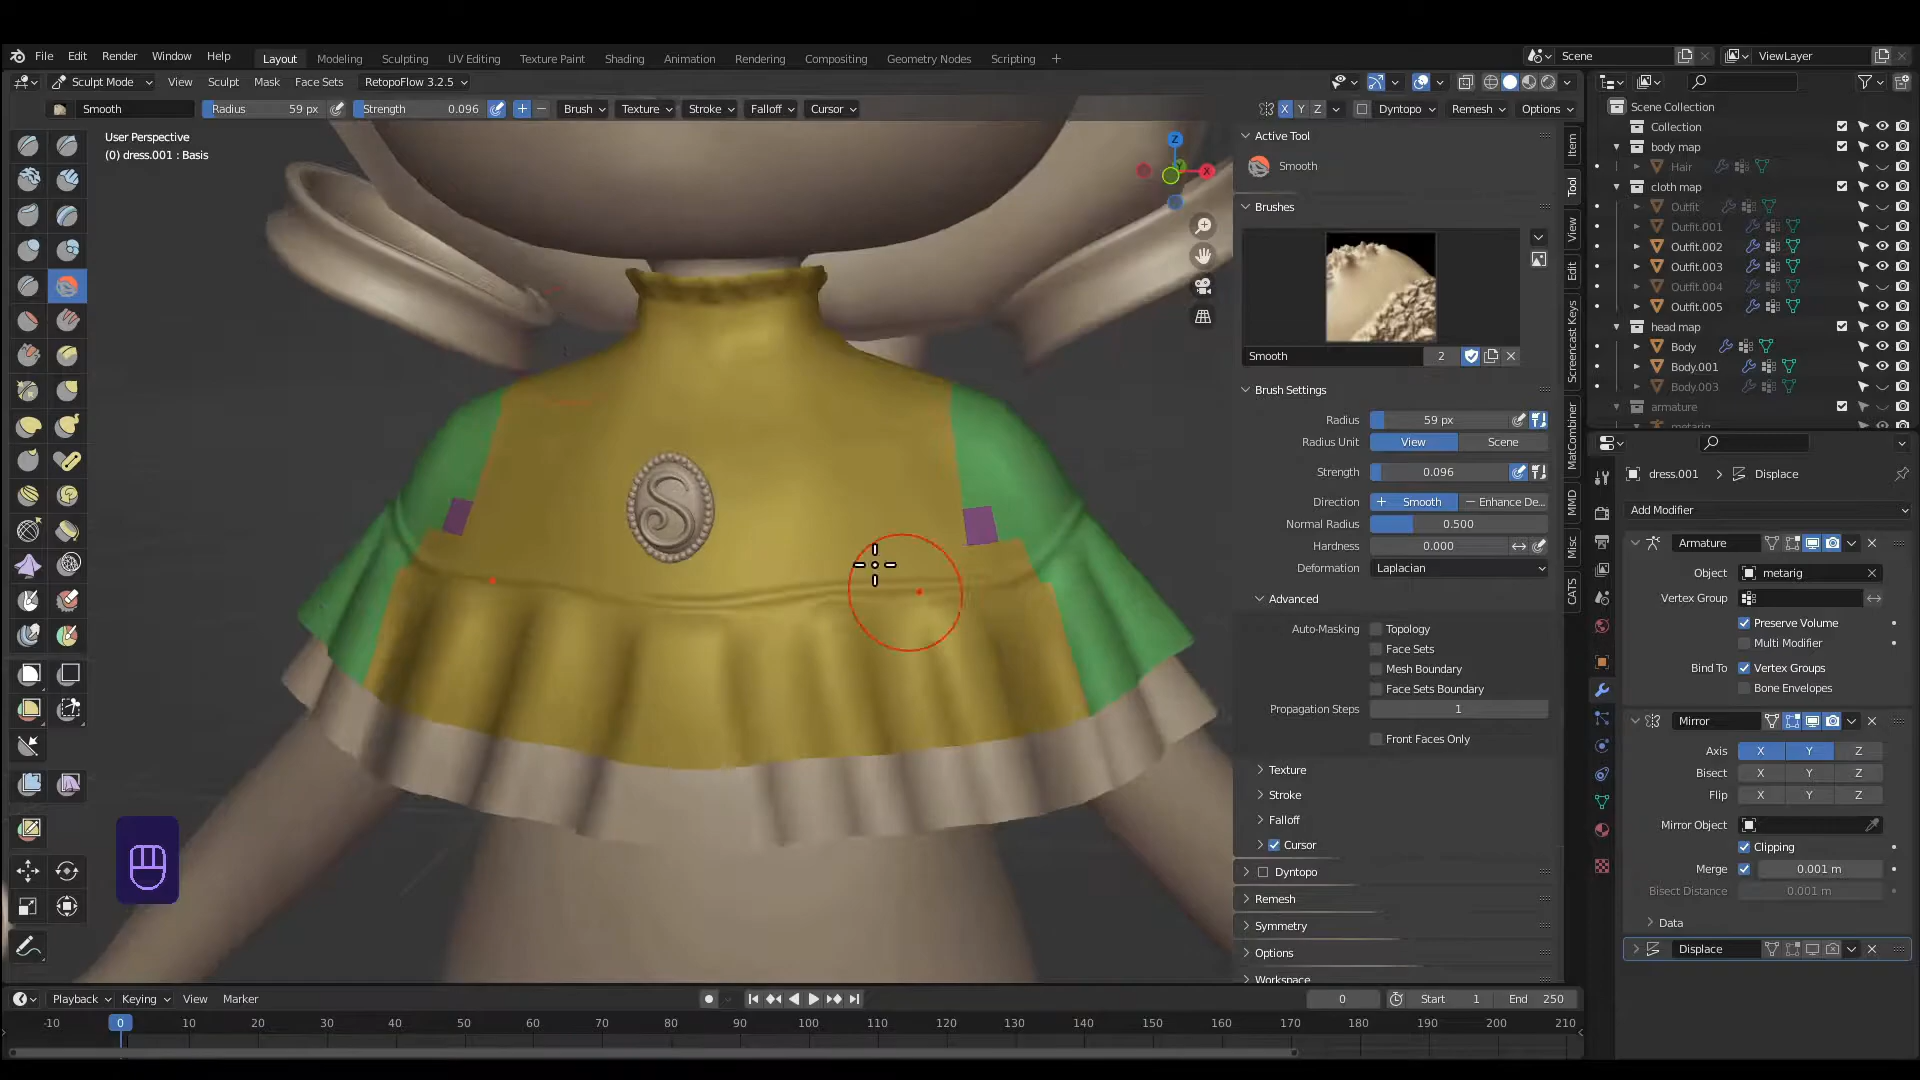 File Edit Render Window Help Layout Modeling Sculpting UV Editing Texture Paint Shading Animation Rendering Compositing Geometry Nodes Scripting + Scene ViewLayer
Sculpt Mode View Sculpt Mask Face Sets RetopoFlow 3.2.5
Smooth Radius 59 px Strength 0.096 Brush Texture Stroke Falloff Cursor X Y Z Dyntopo Remesh Options
User Perspective
(0) dress.001 : Basis
Z
X
S
Active Tool
Smooth
Brushes
Smooth 2
Brush Settings
Radius 59 px
Radius Unit View Scene
Strength 0.096
Direction + Smooth — Enhance De...
Normal Radius 0.500
Hardness 0.000
Deformation Laplacian
Advanced
Auto-Masking Topology
Face Sets
Mesh Boundary
Face Sets Boundary
Propagation Steps 1
Front Faces Only
Texture
Stroke
Falloff
Cursor
Dyntopo
Remesh
Symmetry
Options
Workspace
Item
Tool
View
Edit
Screencast Keys
MatCombiner
MMD
Misc
CATS
Scene Collection
Collection
body map
Hair
cloth map
Outfit
Outfit.001
Outfit.002
Outfit.003
Outfit.004
Outfit.005
head map
Body
Body.001
Body.003
armature
metarig
dress.001 > Displace
Add Modifier
Armature
Object metarig
Vertex Group
Preserve Volume
Multi Modifier
Bind To Vertex Groups
Bone Envelopes
Mirror
Axis X Y Z
Bisect X Y Z
Flip X Y Z
Mirror Object
Clipping
Merge 0.001 m
Bisect Distance 0.001 m
Data
Displace
Playback Keying View Marker 0 Start 1 End 250
-10 0 10 20 30 40 50 60 70 80 90 100 110 120 130 140 150 160 170 180 190 200 210